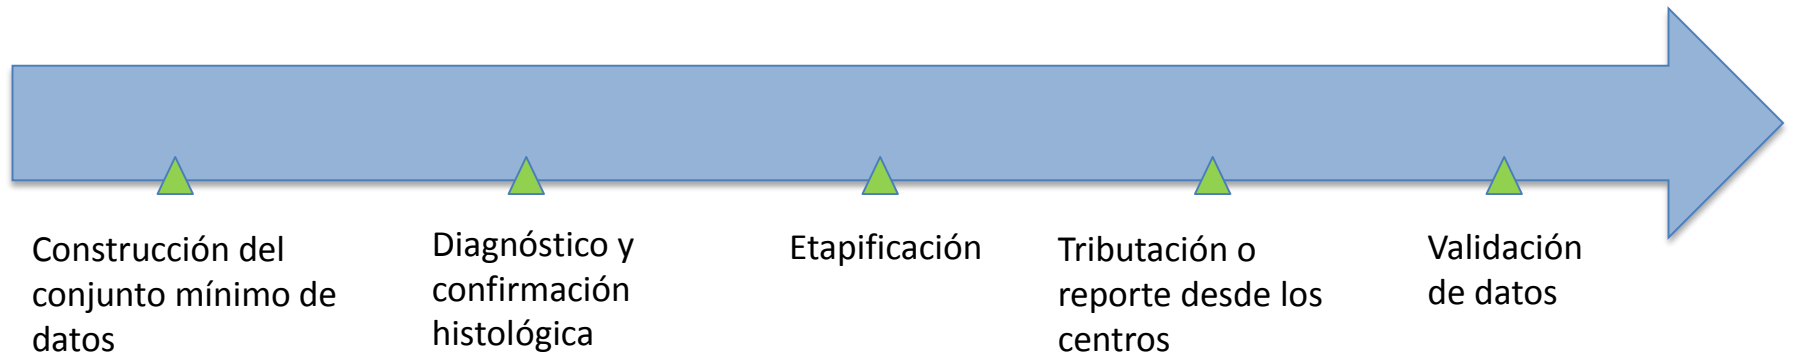 Construcción del
conjunto mínimo de
datos
Diagnóstico y
confirmación
histológica
Etapificación
Tributación o
reporte desde los
centros
Validación
de datos